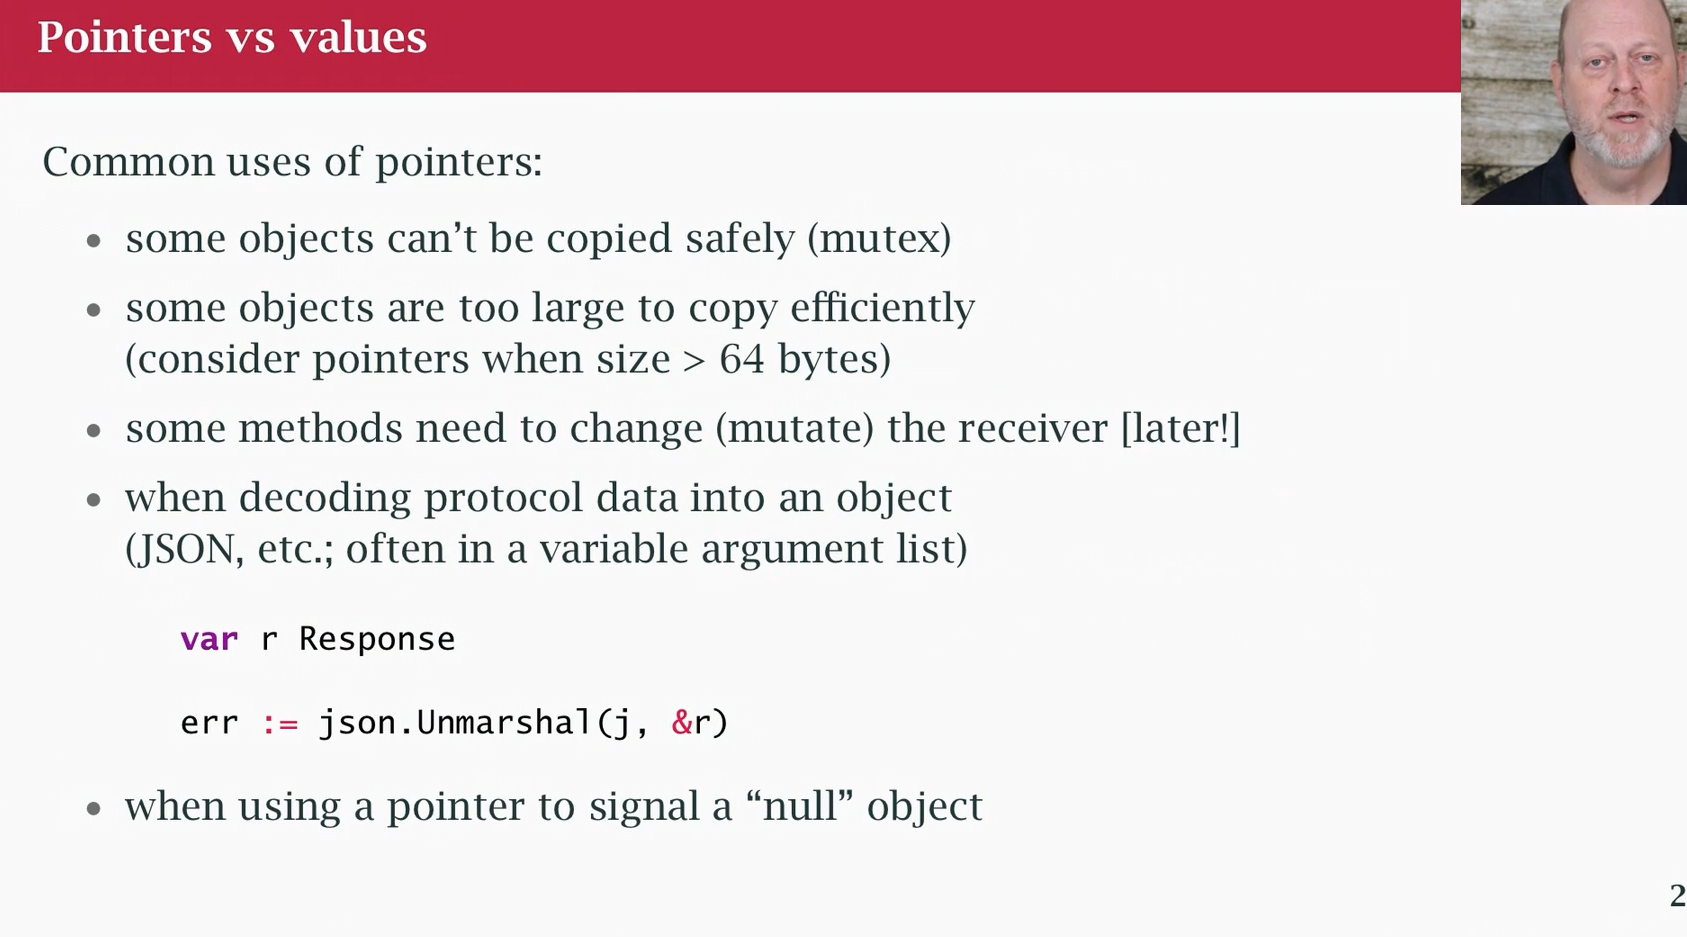 Pointers vs values
Common uses of pointers:
• some objects can’t be copied safely (mutex)
• some objects are too large to copy efficiently
(consider pointers when size > 64 bytes)
• some methods need to change (mutate) the receiver [later!]
• when decoding protocol data into an object
(JSON, etc.; often in a variable argument list)
var r Response
err := json.Unmarshal(j, &r)
• when using a pointer to signal a “null” object
2